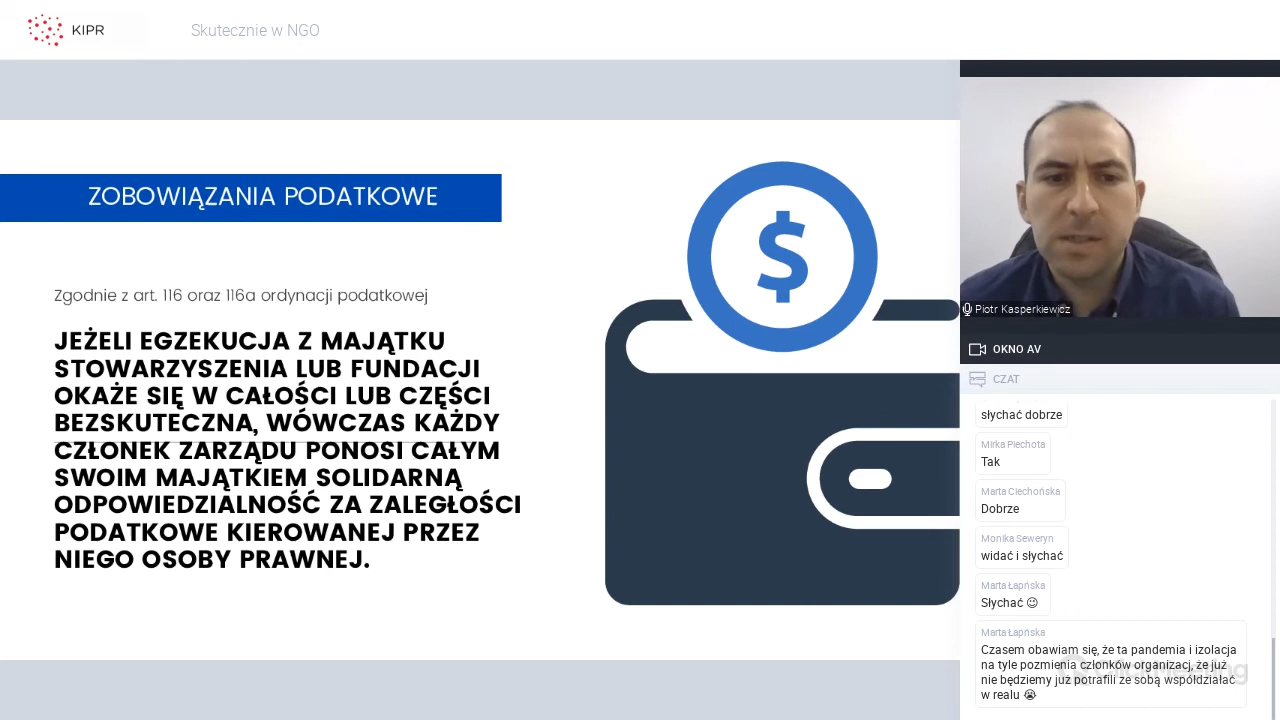 KIPR
Skutecznie w NGO
ZOBOWIĄZANIA PODATKOWE
Zgodnie z art. 116 oraz 116a ordynacji podatkowej
JEŻELI EGZEKUCJA Z MAJĄTKU
STOWARZYSZENIA LUB FUNDACJI
OKAŻE SIĘ W CAŁOŚCI LUB CZĘŚCI
BEZSKUTECZNA, WÓWCZAS KAŻDY
CZŁONEK ZARZĄDU PONOSI CAŁYM
SWOIM MAJĄTKIEM SOLIDARNĄ
ODPOWIEDZIALNOŚĆ ZA ZALEGŁOŚCI
PODATKOWE KIEROWANEJ PRZEZ
NIEGO OSOBY PRAWNEJ.
$
Piotr Kasperkiewicz
OKNO AV
CZAT
słychać dobrze
Mirka Piechota
Tak
Marta Ciechońska
Dobrze
Monika Seweryn
widać i słychać
Marta Łapńska
Słychać 😉
Marta Łapńska
Czasem obawiam się, że ta pandemia i izolacja
na tyle pozmienia członków organizacj, że już
nie będziemy już potrafili ze sobą współdziałać
w realu 😭